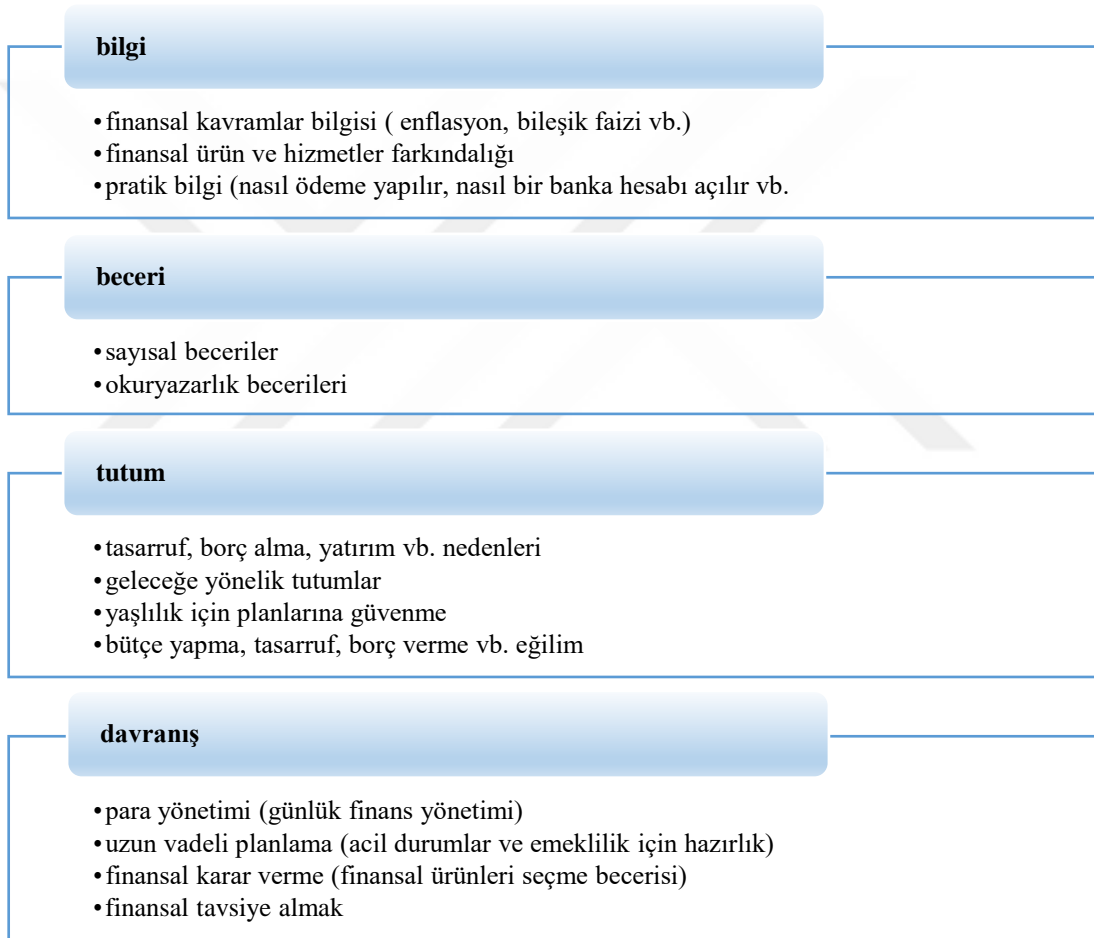 bilgi
•finansal kavramlar bilgisi ( enflasyon, bileşik faizi vb.)
•finansal ürün ve hizmetler farkındalığı
•pratik bilgi (nasıl ödeme yapılır, nasıl bir banka hesabı açılır vb.
beceri
•sayısal beceriler
•okuryazarlık becerileri
tutum
•tasarruf, borç alma, yatırım vb. nedenleri
•geleceğe yönelik tutumlar
•yaşlılık için planlarına güvenme
•bütçe yapma, tasarruf, borç verme vb. eğilim
davranış
•para yönetimi (günlük finans yönetimi)
•uzun vadeli planlama (acil durumlar ve emeklilik için hazırlık)
•finansal karar verme (finansal ürünleri seçme becerisi)
•finansal tavsiye almak